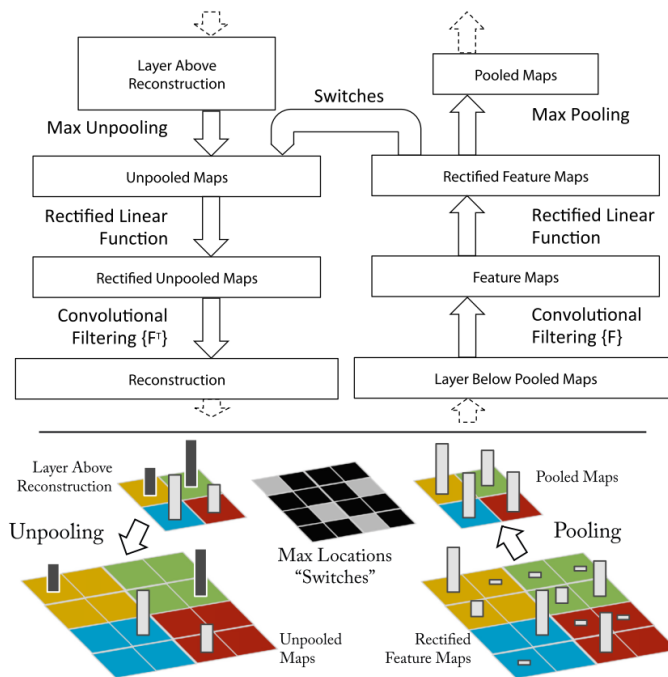 Layer Above
Reconstruction
Pooled Maps
Switches
Max Unpooling
Max Pooling
Unpooled Maps
Rectified Feature Maps
Rectified Linear
Function
Rectified Linear
Function
Rectified Unpooled Maps
Feature Maps
Convolutional
Filtering {Fᵀ}
Convolutional
Filtering {F}
Reconstruction
Layer Below Pooled Maps
Layer Above
Reconstruction
Pooled Maps
Unpooling
Pooling
Max Locations
“Switches”
Unpooled
Maps
Rectified
Feature Maps